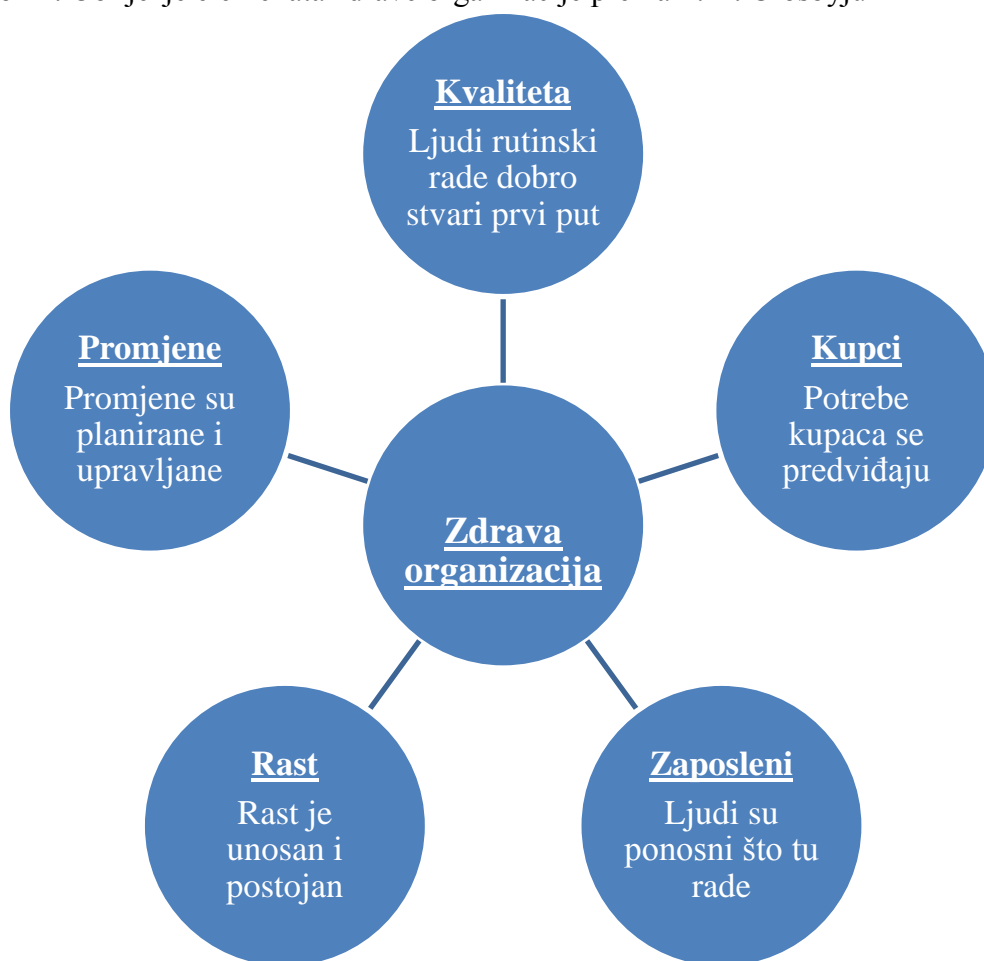 Kvaliteta
Ljudi rutinski
rade dobro
stvari prvi put
Kupci
Potrebe
kupaca se
predviđaju
Zaposleni
Ljudi su
ponosni što tu
rade
Rast
Rast je
unosan i
postojan
Promjene
Promjene su
planirane i
upravljane
Zdrava
organizacija